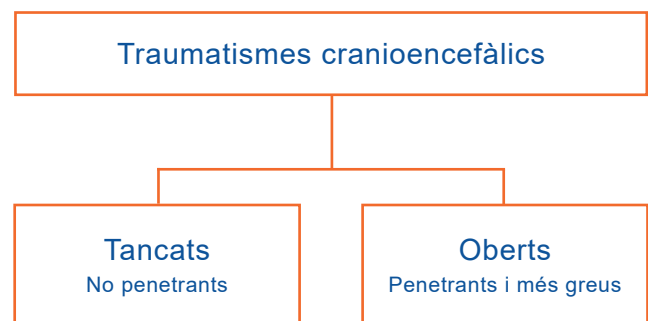 Traumatismes cranioencefàlics
Tancats
No penetrants
Oberts
Penetrants i més greus